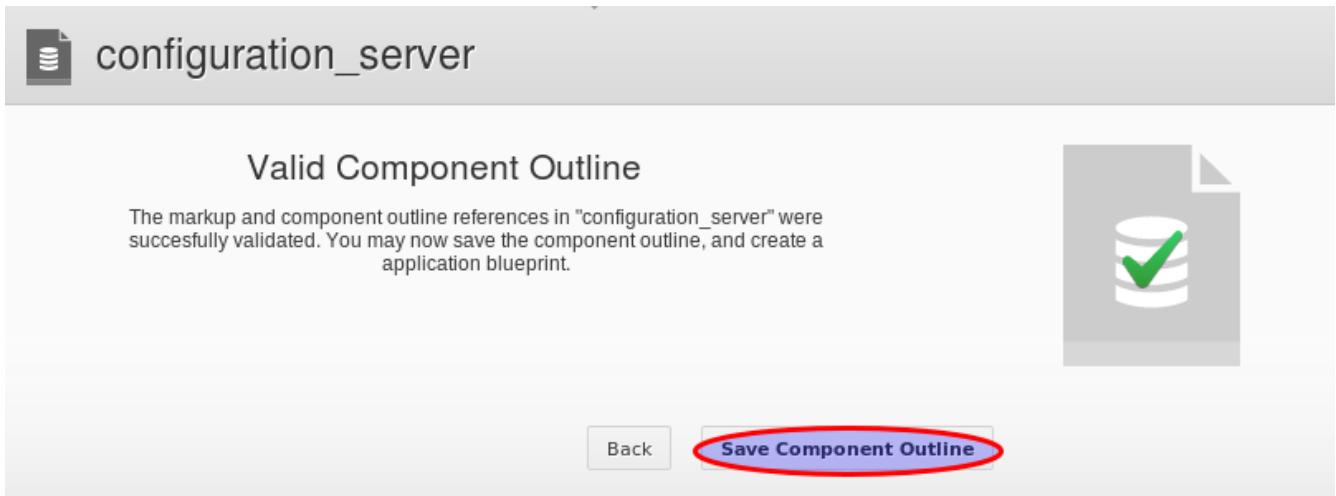 configuration_server
Valid Component Outline
The markup and component outline references in "configuration_server" were
succesfully validated. You may now save the component outline, and create a
application blueprint.
Back
Save Component Outline